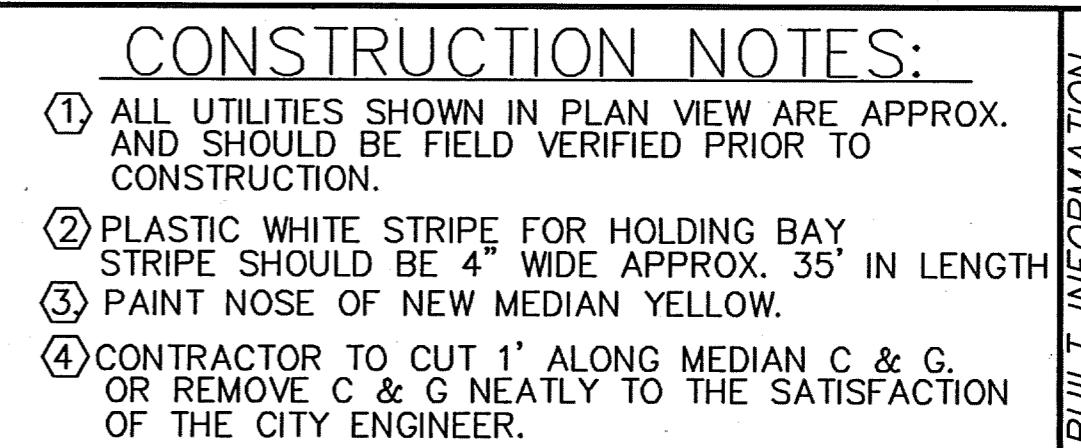 CONSTRUCTION NOTES:
1. ALL UTILITIES SHOWN IN PLAN VIEW ARE APPROX.
AND SHOULD BE FIELD VERIFIED PRIOR TO
CONSTRUCTION.
2 PLASTIC WHITE STRIPE FOR HOLDING BAY
STRIPE SHOULD BE 4" WIDE APPROX. 35' IN LENGTH
3. PAINT NOSE OF NEW MEDIAN YELLOW.
4 CONTRACTOR TO CUT 1' ALONG MEDIAN C & G.
OR REMOVE C & G NEATLY TO THE SATISFACTION
OF THE CITY ENGINEER.
BUILT INFORMATION